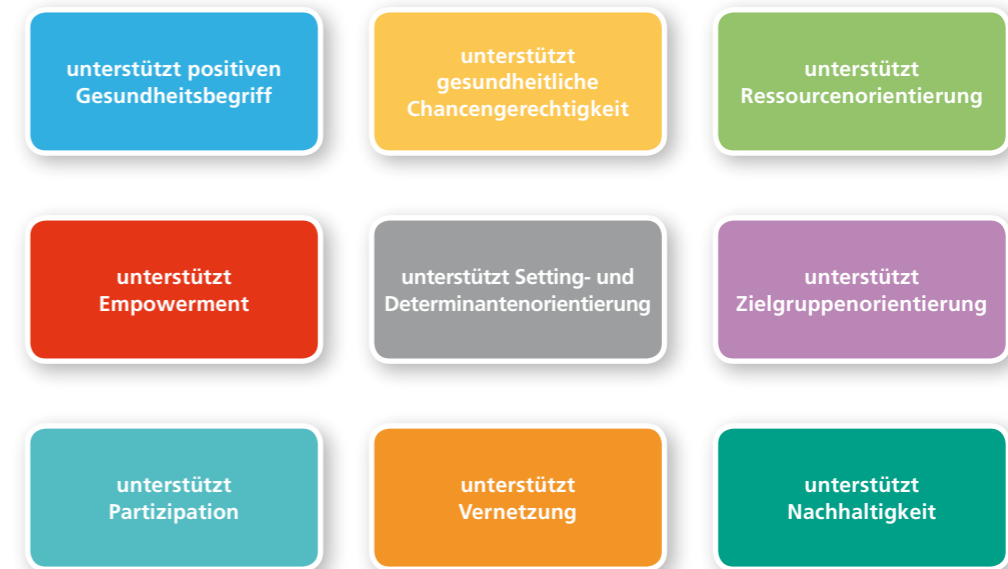 unterstützt positiven
Gesundheitsbegriff
unterstützt
gesundheitliche
Chancengerechtigkeit
unterstützt
Ressourcenorientierung
unterstützt
Empowerment
unterstützt Setting- und
Determinantenorientierung
unterstützt
Zielgruppenorientierung
unterstützt
Partizipation
unterstützt
Vernetzung
unterstützt
Nachhaltigkeit